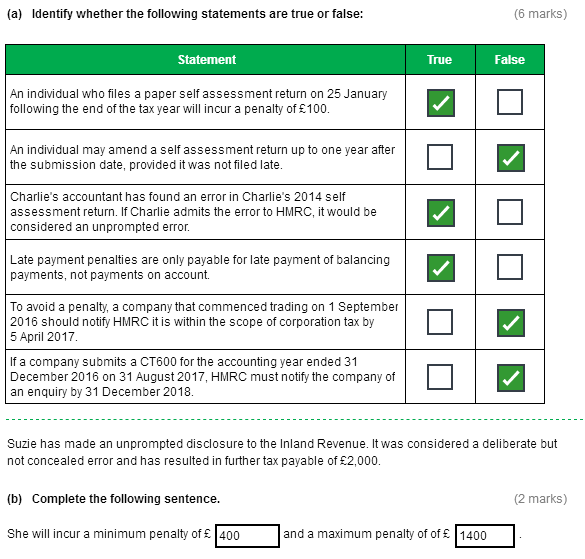 (a) Identify whether the following statements are true or false: (6 marks)
Statement True False
An individual who files a paper self assessment return on 25 January
following the end of the tax year will incur a penalty of £100.
An individual may amend a self assessment return up to one year after
the submission date, provided it was not filed late.
Charlie's accountant has found an error in Charlie's 2014 self
assessment return. If Charlie admits the error to HMRC, it would be
considered an unprompted error.
Late payment penalties are only payable for late payment of balancing
payments, not payments on account.
To avoid a penalty, a company that commenced trading on 1 September
2016 should notify HMRC it is within the scope of corporation tax by
5 April 2017.
If a company submits a CT600 for the accounting year ended 31
December 2016 on 31 August 2017, HMRC must notify the company of
an enquiry by 31 December 2018.
Suzie has made an unprompted disclosure to the Inland Revenue. It was considered a deliberate but
not concealed error and has resulted in further tax payable of £2,000.
(b) Complete the following sentence. (2 marks)
She will incur a minimum penalty of £ 400 and a maximum penalty of of £ 1400 .